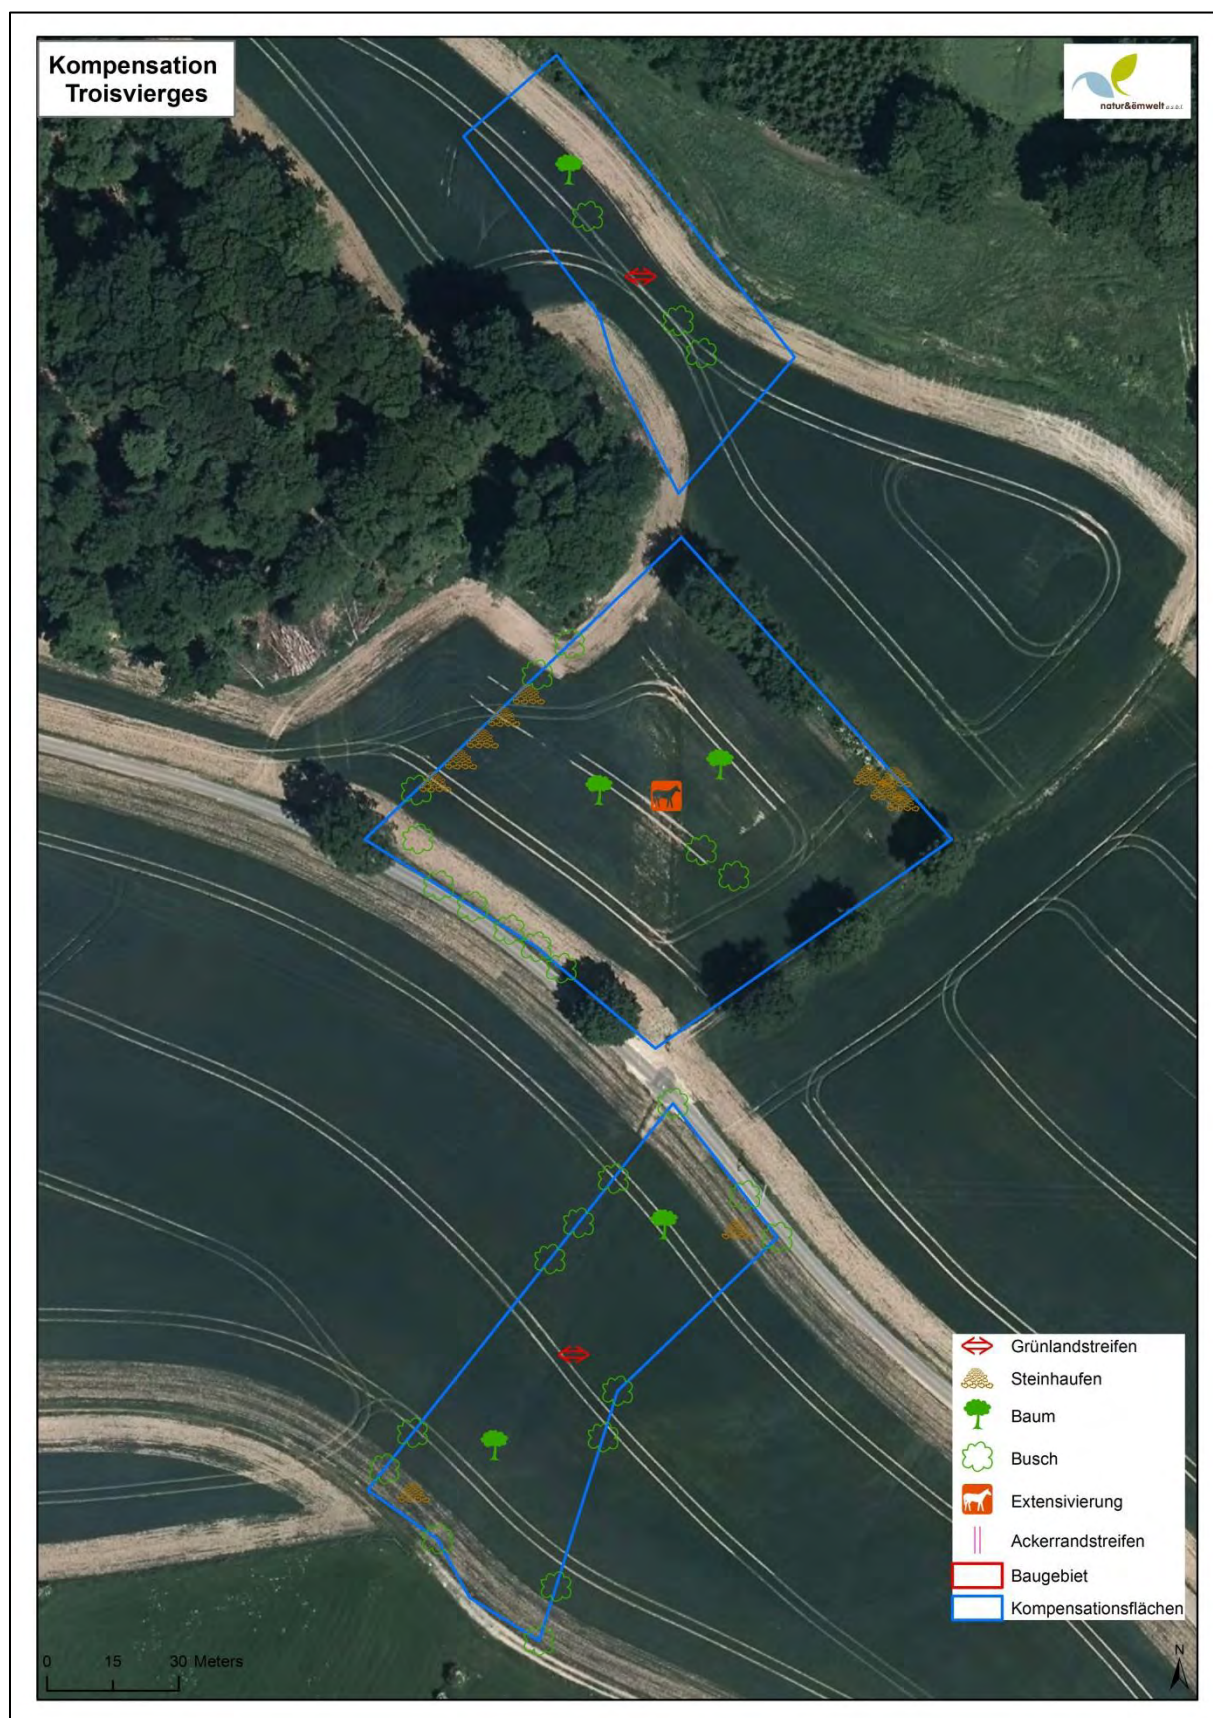 Kompensation
Troisvierges
natur&ëmwelt a.s.b.l
Grünlandstreifen
Steinhaufen
Baum
Busch
Extensivierung
Ackerrandstreifen
Baugebiet
Kompensationsflächen
0 15 30 Meters
N